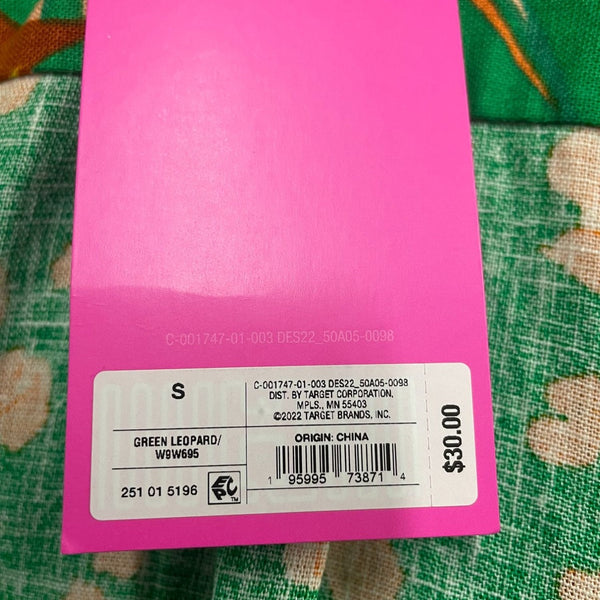 C-001747-01-003 DES22_50A05-0098
S
GREEN LEOPARD/
W9W695
251 01 5196
EPC™
C-001747-01-003 DES22_50A05-0098
DIST. BY TARGET CORPORATION,
MPLS., MN 55403
©2022 TARGET BRANDS, INC.
ORIGIN: CHINA
1 95995 73871 4
$30.00